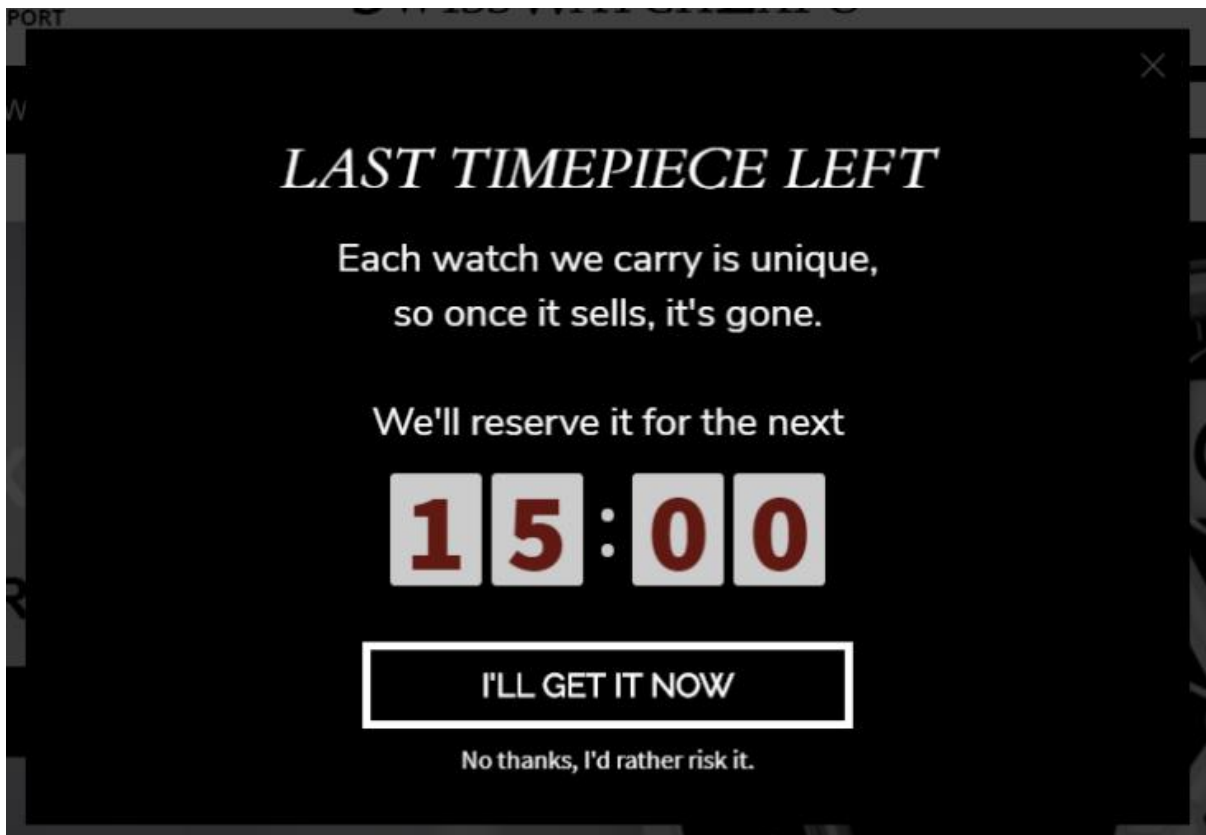 PORT
LAST TIMEPIECE LEFT
Each watch we carry is unique,
so once it sells, it's gone.
We'll reserve it for the next
15:00
I'LL GET IT NOW
No thanks, I'd rather risk it.